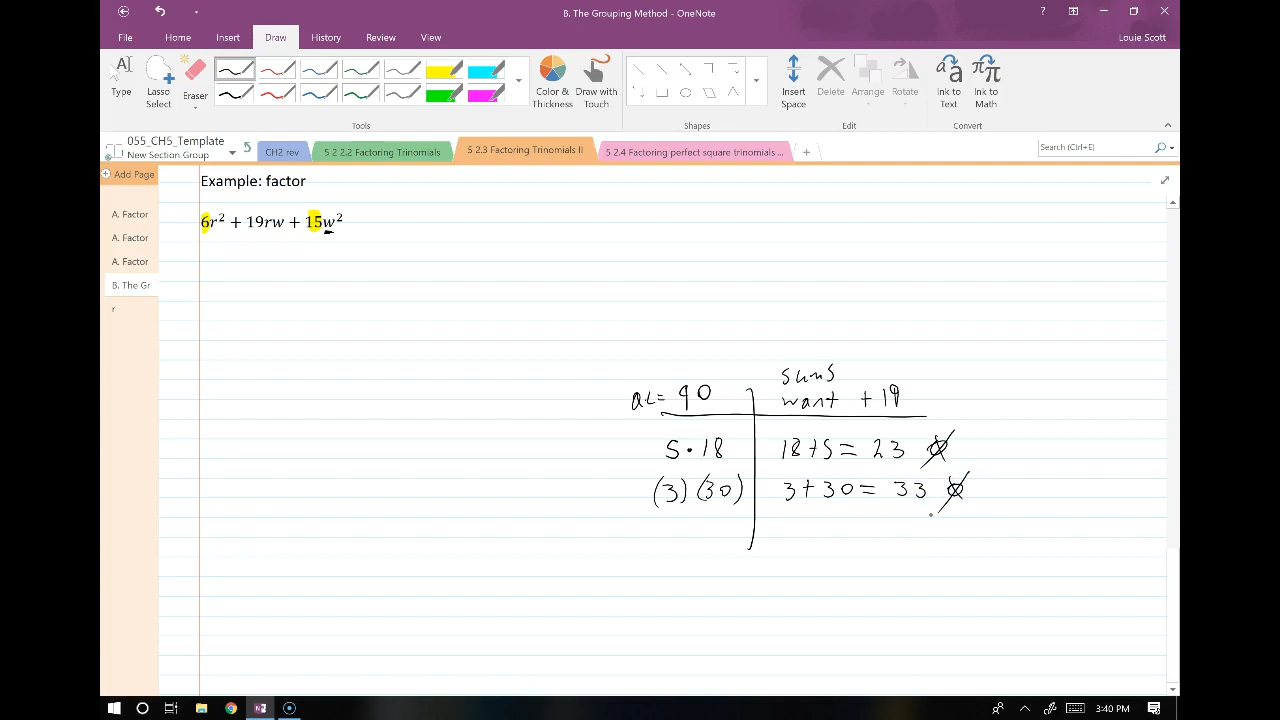 B. The Grouping Method - OneNote
File Home Insert Draw History Review View
Louie Scott
Type Lasso Select Eraser Color & Thickness Draw with Touch Insert Space Delete Arrange Rotate Ink to Text Ink to Math
Tools Shapes Edit Convert
055_CH5_Template
New Section Group
CH2 rev 5 2 2.2 Factoring Trinomials 5 2.3 Factoring Trinomials II 5 2.4 Factoring perfect square trinomials ...
Search (Ctrl+E)
Add Page
A. Factor
A. Factor
A. Factor
B. The Gr
r
Example: factor
6r² + 19rw + 15w²
sums
ac= 90 want + 19
5 · 18 18 + 5 = 23
(3) (30) 3 + 30 = 33
3:40 PM